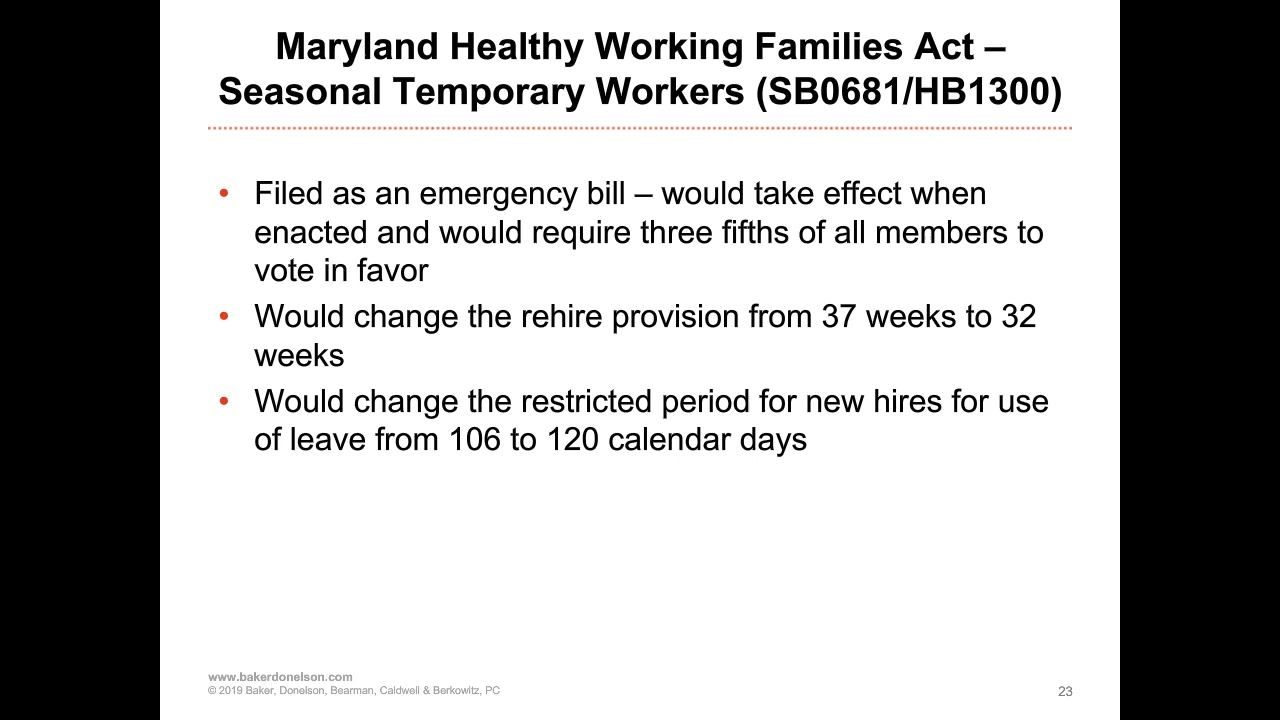 Maryland Healthy Working Families Act –
Seasonal Temporary Workers (SB0681/HB1300)
• Filed as an emergency bill – would take effect when
enacted and would require three fifths of all members to
vote in favor
• Would change the rehire provision from 37 weeks to 32
weeks
• Would change the restricted period for new hires for use
of leave from 106 to 120 calendar days
www.bakerdonelson.com
© 2019 Baker, Donelson, Bearman, Caldwell & Berkowitz, PC
23